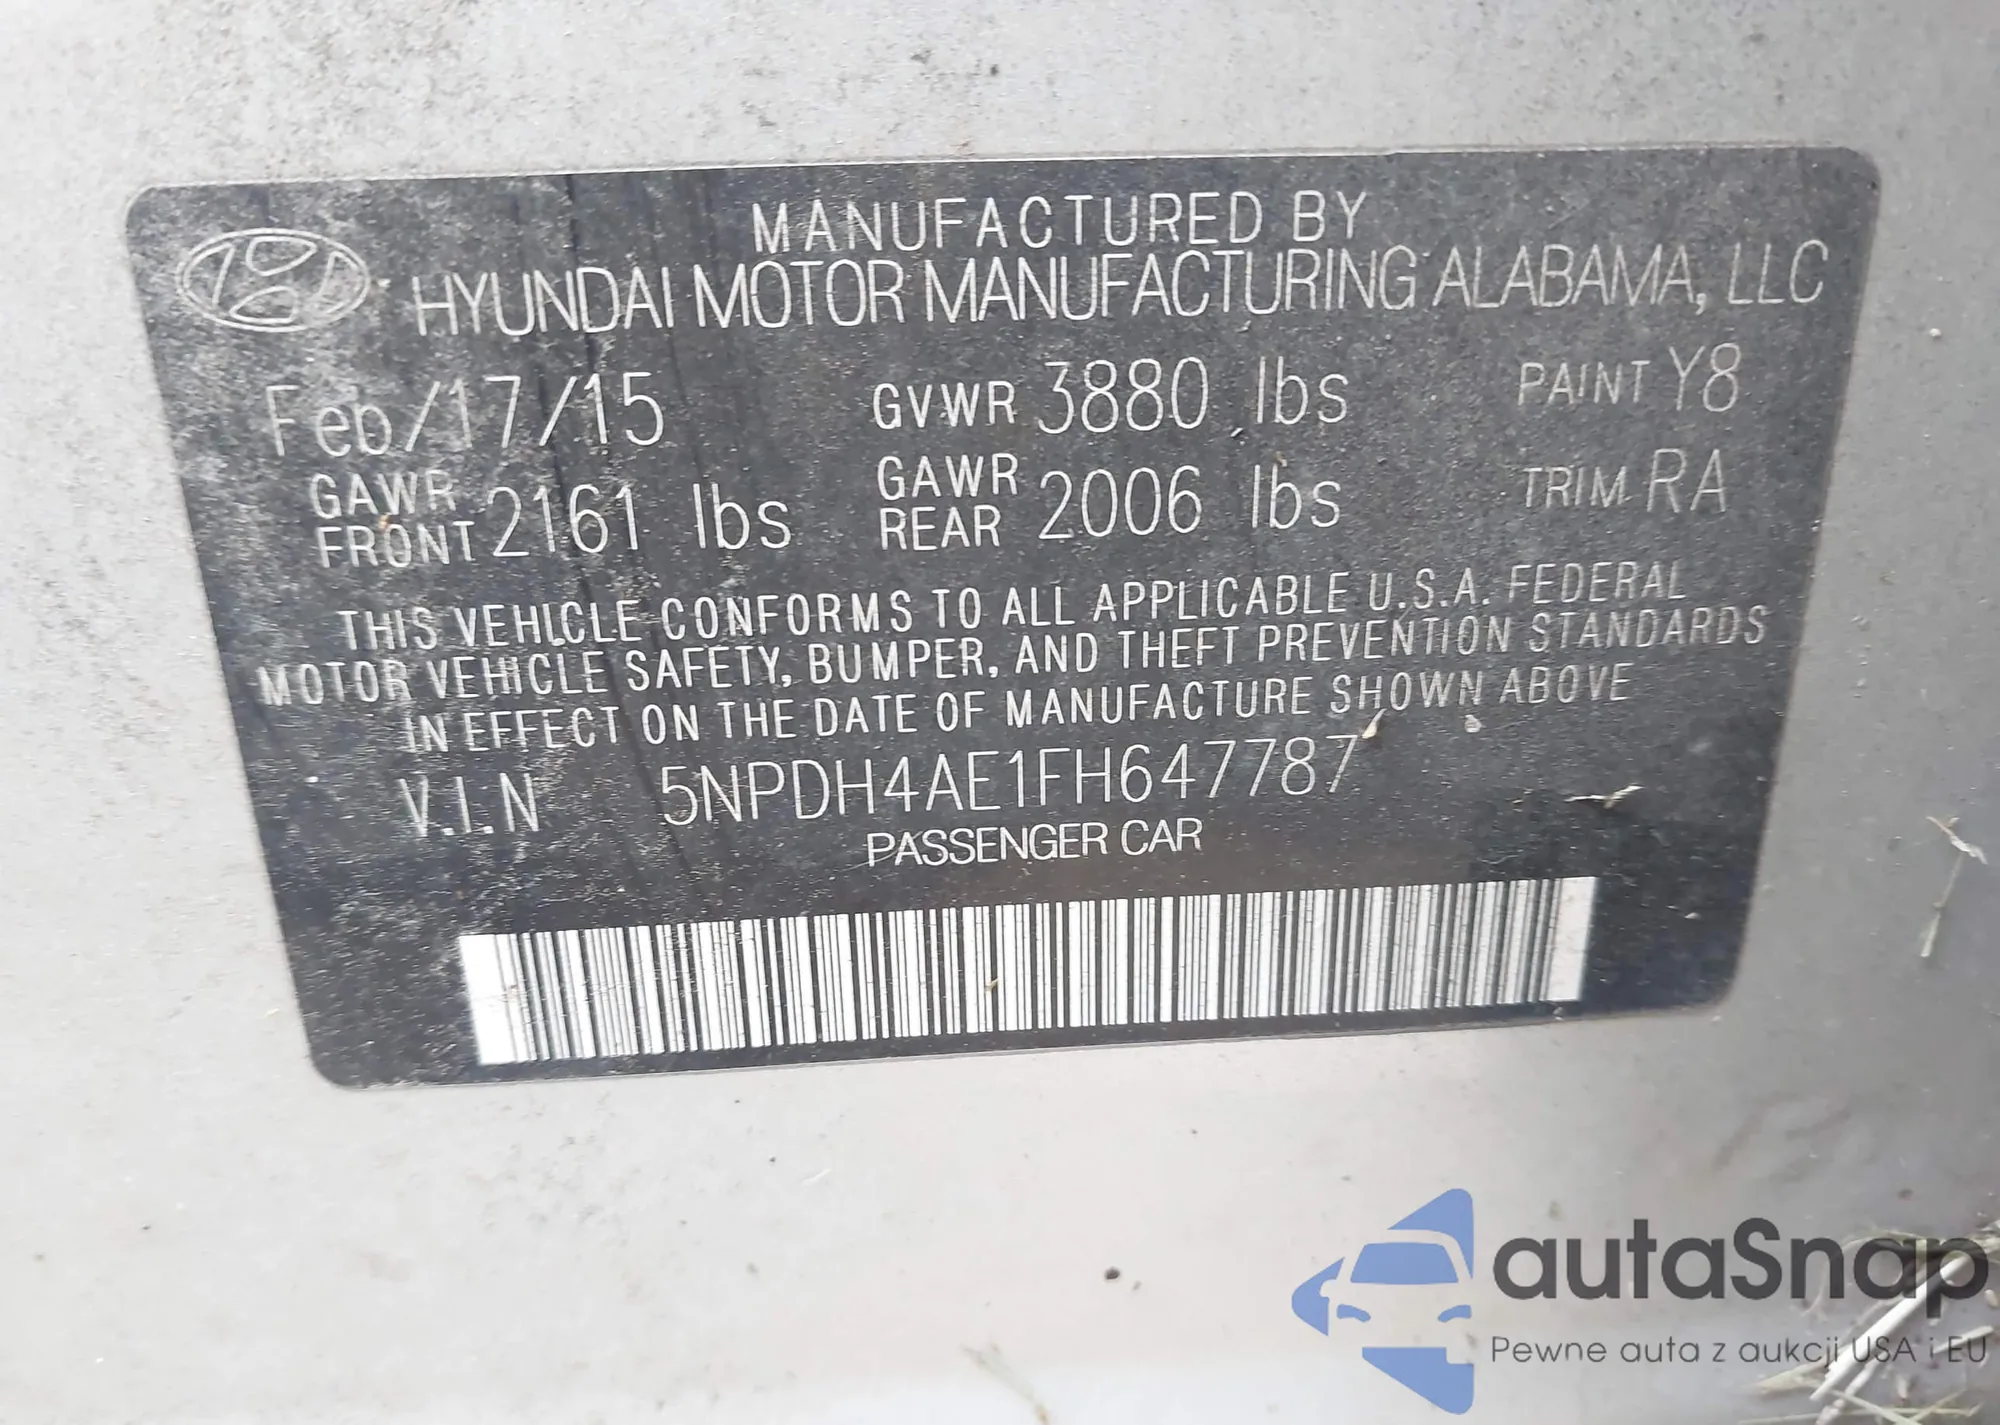 MANUFACTURED BY
HYUNDAI MOTOR MANUFACTURING ALABAMA, LLC
Feb/17/15 GVWR 3880 lbs PAINT Y8
GAWR FRONT 2161 lbs GAWR REAR 2006 lbs TRIM RA
THIS VEHICLE CONFORMS TO ALL APPLICABLE U.S.A. FEDERAL
MOTOR VEHICLE SAFETY, BUMPER, AND THEFT PREVENTION STANDARDS
IN EFFECT ON THE DATE OF MANUFACTURE SHOWN ABOVE
V.I.N 5NPDH4AE1FH647787
PASSENGER CAR
autaSnap
Pewne auta z aukcji USA i EU